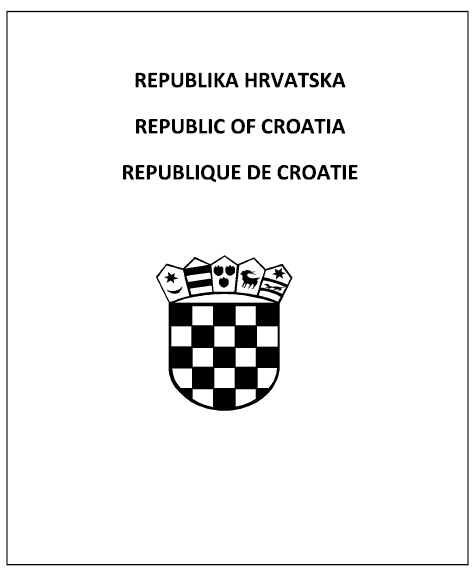 REPUBLIKA HRVATSKA
REPUBLIC OF CROATIA
REPUBLIQUE DE CROATIE